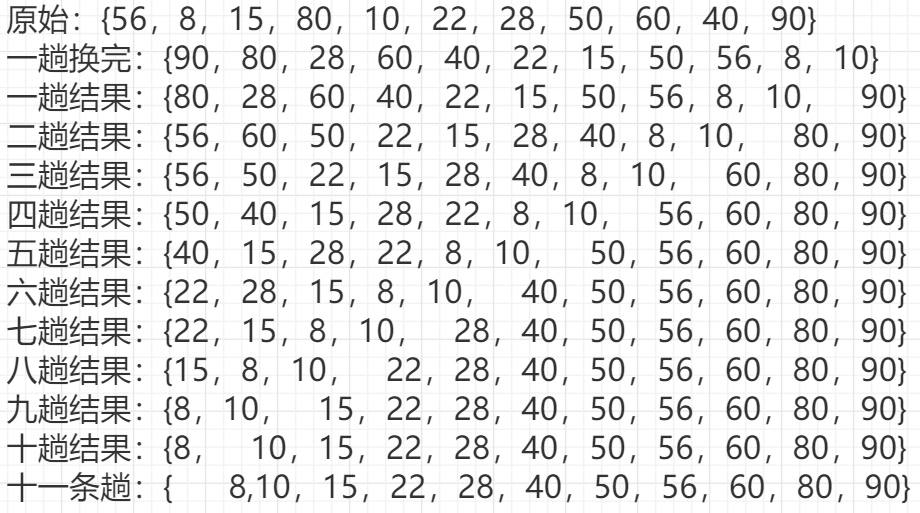 原始：{56，8，15，80，10，22，28，50，60，40，90}
一趟换完：{90，80，28，60，40，22，15，50，56，8，10}
一趟结果：{80，28，60，40，22，15，50，56，8，10，  90}
二趟结果：{56，60，50，22，15，28，40，8，10，  80，90}
三趟结果：{56，50，22，15，28，40，8，10，  60，80，90}
四趟结果：{50，40，15，28，22，8，10，  56，60，80，90}
五趟结果：{40，15，28，22，8，10，  50，56，60，80，90}
六趟结果：{22，28，15，8，10，  40，50，56，60，80，90}
七趟结果：{22，15，8，10，  28，40，50，56，60，80，90}
八趟结果：{15，8，10，  22，28，40，50，56，60，80，90}
九趟结果：{8，10，  15，22，28，40，50，56，60，80，90}
十趟结果：{8，  10，15，22，28，40，50，56，60，80，90}
十一条趟：{  8,10，15，22，28，40，50，56，60，80，90}